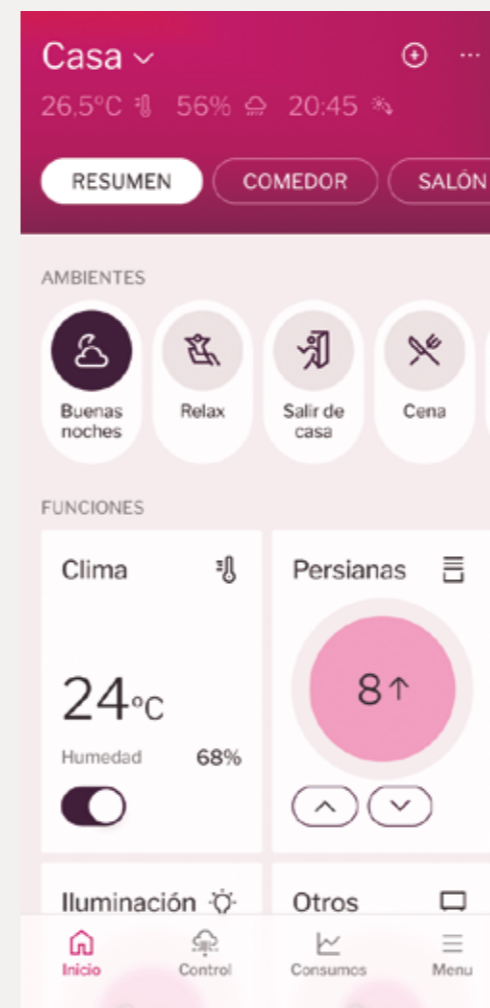 Casa
26,5°C 56% 20:45
RESUMEN COMEDOR SALÓN
AMBIENTES
Buenas noches
Relax
Salir de casa
Cena
FUNCIONES
Clima
24°C
Humedad 68%
Persianas
8↑
Iluminación
Otros
Inicio Control Consumos Menu